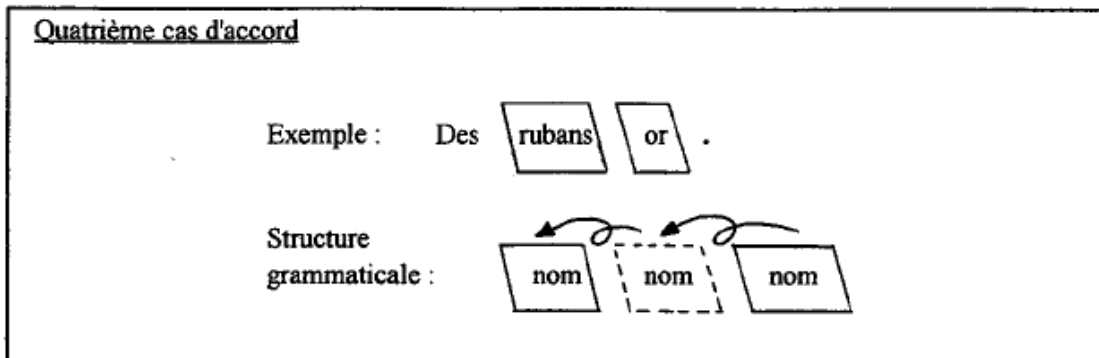 Quatrième cas d'accord
Exemple : Des rubans or .
Structure
grammaticale : nom nom nom